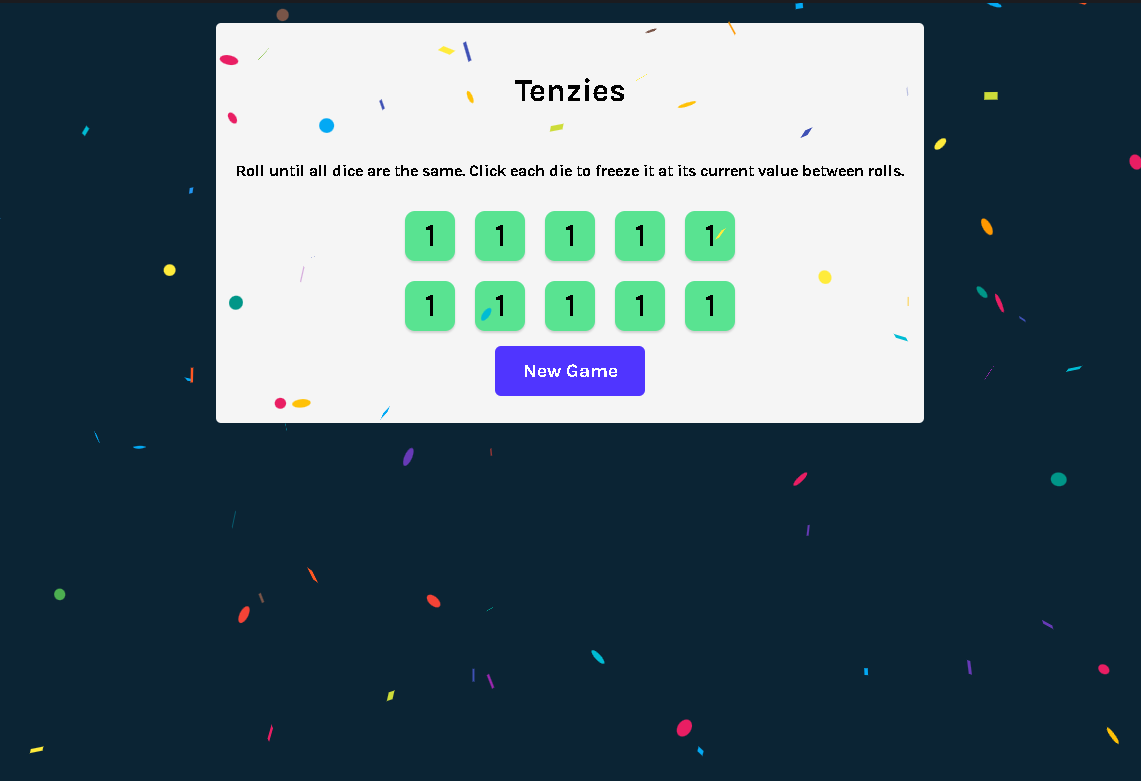 Tenzies
Roll until all dice are the same. Click each die to freeze it at its current value between rolls.
1 1 1 1 1
1 1 1 1 1
New Game